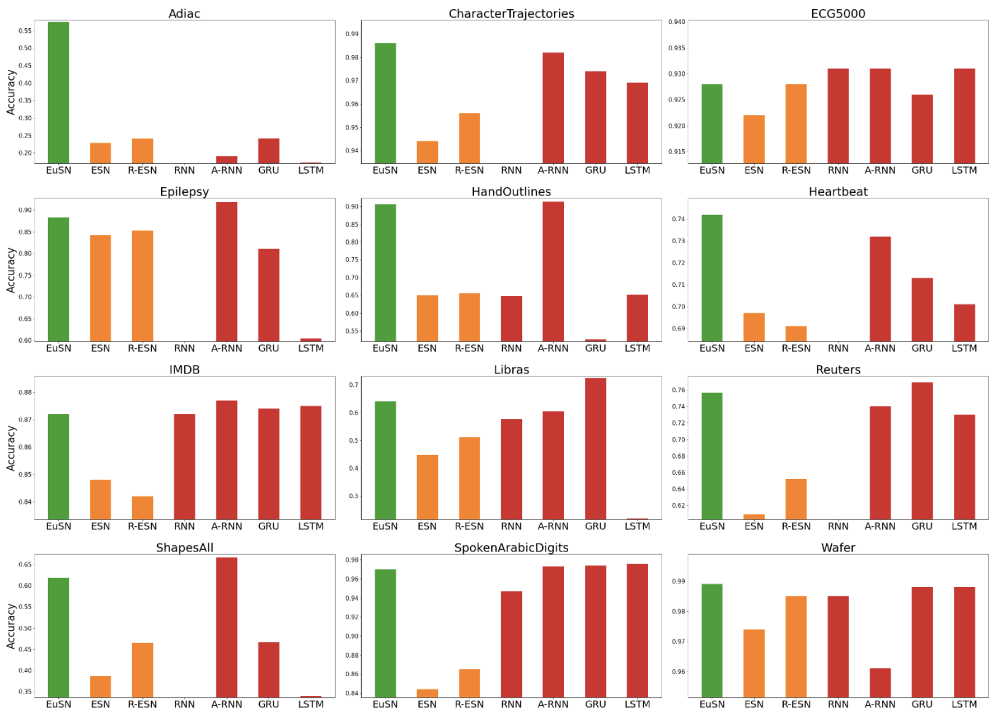 Adiac
Accuracy
0.55
0.50
0.45
0.40
0.35
0.30
0.25
0.20
EuSN ESN R-ESN RNN A-RNN GRU LSTM
CharacterTrajectories
0.99
0.98
0.97
0.96
0.95
0.94
EuSN ESN R-ESN RNN A-RNN GRU LSTM
ECG5000
0.940
0.935
0.930
0.925
0.920
0.915
EuSN ESN R-ESN RNN A-RNN GRU LSTM
Epilepsy
Accuracy
0.90
0.85
0.80
0.75
0.70
0.65
0.60
EuSN ESN R-ESN RNN A-RNN GRU LSTM
HandOutlines
0.90
0.85
0.80
0.75
0.70
0.65
0.60
0.55
EuSN ESN R-ESN RNN A-RNN GRU LSTM
Heartbeat
0.74
0.73
0.72
0.71
0.70
0.69
EuSN ESN R-ESN RNN A-RNN GRU LSTM
IMDB
Accuracy
0.88
0.87
0.86
0.85
0.84
EuSN ESN R-ESN RNN A-RNN GRU LSTM
Libras
0.7
0.6
0.5
0.4
0.3
EuSN ESN R-ESN RNN A-RNN GRU LSTM
Reuters
0.76
0.74
0.72
0.70
0.68
0.66
0.64
0.62
EuSN ESN R-ESN RNN A-RNN GRU LSTM
ShapesAll
Accuracy
0.65
0.60
0.55
0.50
0.45
0.40
0.35
EuSN ESN R-ESN RNN A-RNN GRU LSTM
SpokenArabicDigits
0.98
0.96
0.94
0.92
0.90
0.88
0.86
0.84
EuSN ESN R-ESN RNN A-RNN GRU LSTM
Wafer
0.99
0.98
0.97
0.96
EuSN ESN R-ESN RNN A-RNN GRU LSTM